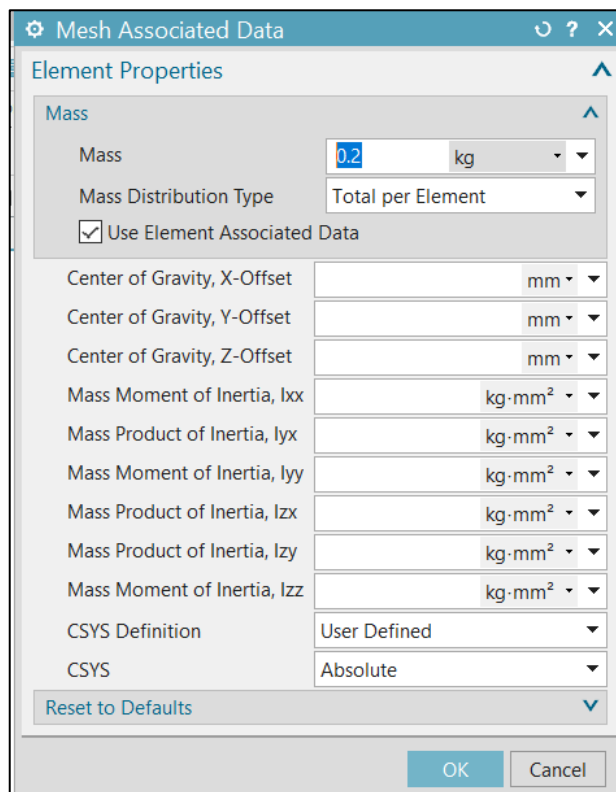 Mesh Associated Data ?
Element Properties
Mass
Mass 0.2 kg
Mass Distribution Type Total per Element
Use Element Associated Data
Center of Gravity, X-Offset mm
Center of Gravity, Y-Offset mm
Center of Gravity, Z-Offset mm
Mass Moment of Inertia, Ixx kg·mm²
Mass Product of Inertia, Iyx kg·mm²
Mass Moment of Inertia, Iyy kg·mm²
Mass Product of Inertia, Izx kg·mm²
Mass Product of Inertia, Izy kg·mm²
Mass Moment of Inertia, Izz kg·mm²
CSYS Definition User Defined
CSYS Absolute
Reset to Defaults
OK Cancel